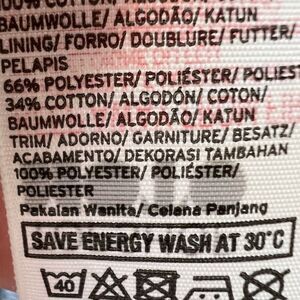 100% COTTON/
BAUMWOLLE/ ALGODÃO/ KATUN
LINING/ FORRO/ DOUBLURE/ FUTTER/
PELAPIS
66% POLYESTER/ POLIÉSTER/ POLIEST
34% COTTON/ ALGODÓN/ COTON/
BAUMWOLLE/ ALGODÃO/ KATUN
TRIM/ ADORNO/ GARNITURE/ BESATZ/
ACABAMENTO/ DEKORASI TAMBAHAN
100% POLYESTER/ POLIÉSTER/
POLIESTER
Pakaian Wanita/ Celana Panjang
SAVE ENERGY WASH AT 30°C
40